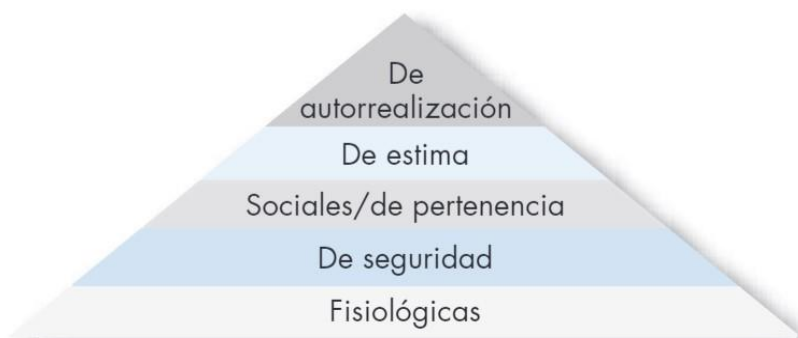 De
autorrealización
De estima
Sociales/de pertenencia
De seguridad
Fisiológicas